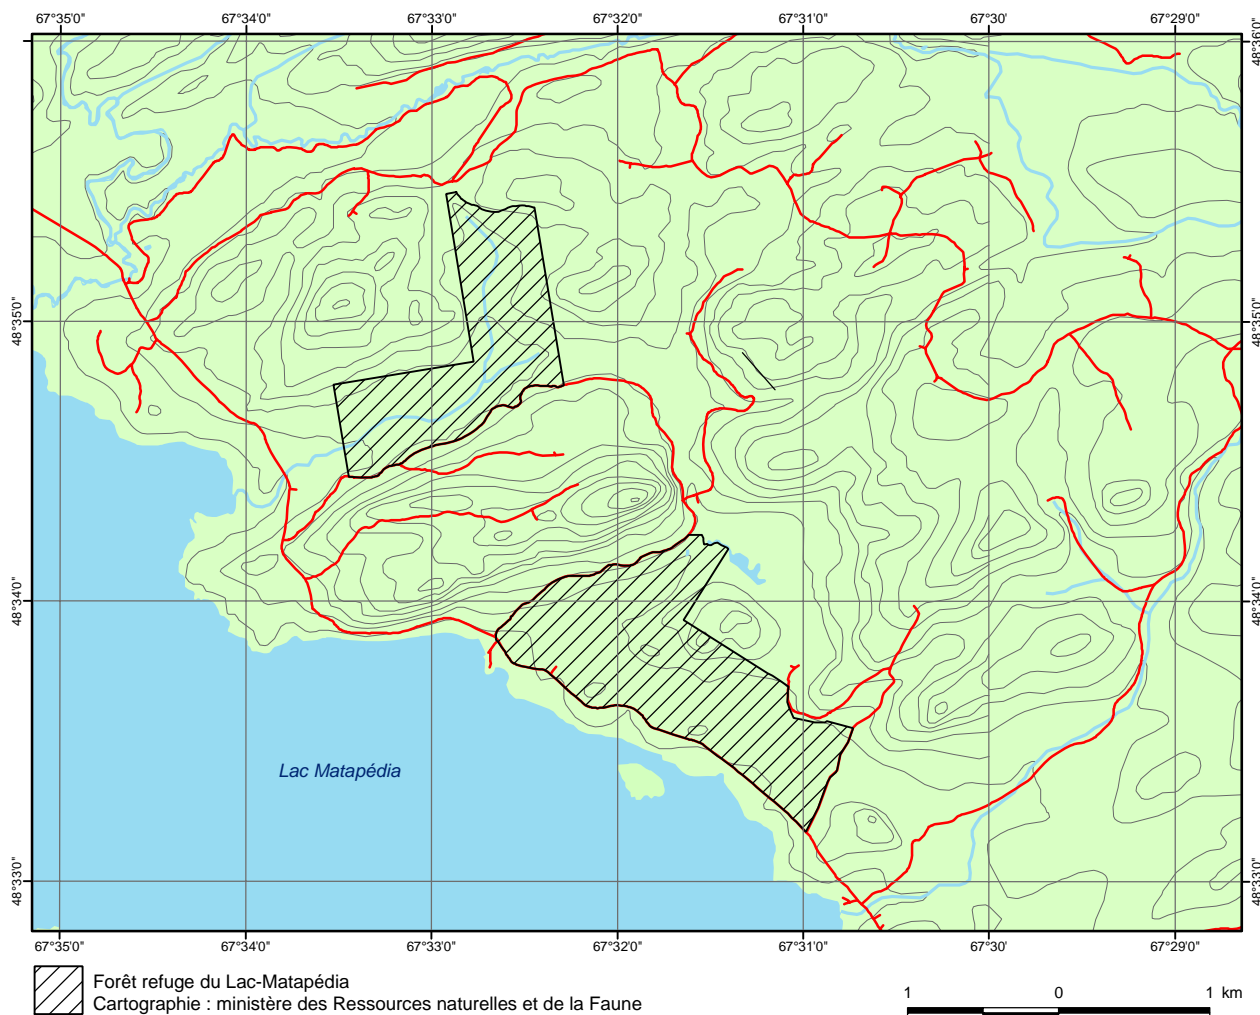 67°35'0" 67°34'0" 67°33'0" 67°32'0" 67°31'0" 67°30' 67°29'0"
48°36'0"
48°35'0" 48°35'0"
48°34'0" 48°34'0"
Lac Matapédia
48°33'0" 48°33'0"
67°35'0" 67°34'0" 67°33'0" 67°32'0" 67°31'0" 67°30' 67°29'0"
Forêt refuge du Lac-Matapédia
Cartographie : ministère des Ressources naturelles et de la Faune
1 0 1 km